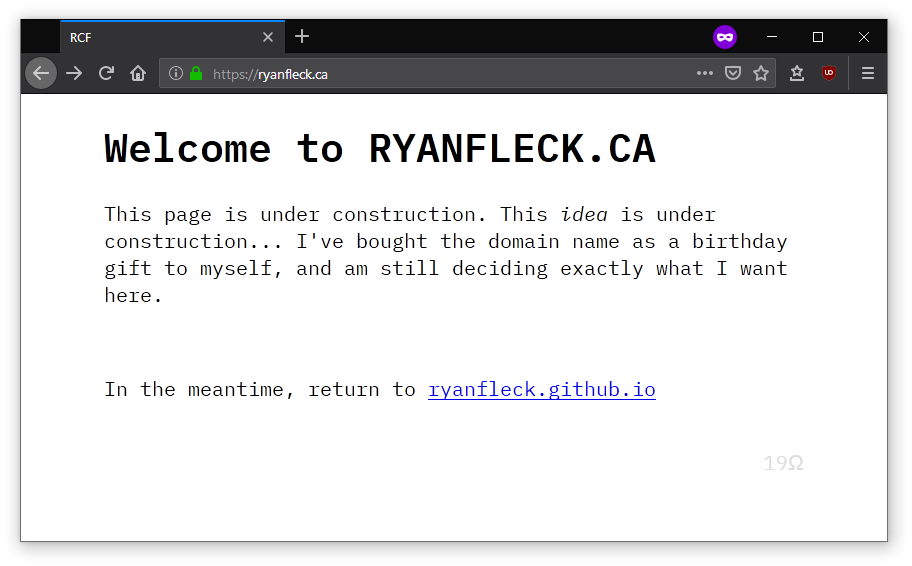 RCF
https://ryanfleck.ca
Welcome to RYANFLECK.CA
This page is under construction. This idea is under
construction... I've bought the domain name as a birthday
gift to myself, and am still deciding exactly what I want
here.
In the meantime, return to ryanfleck.github.io
19Ω